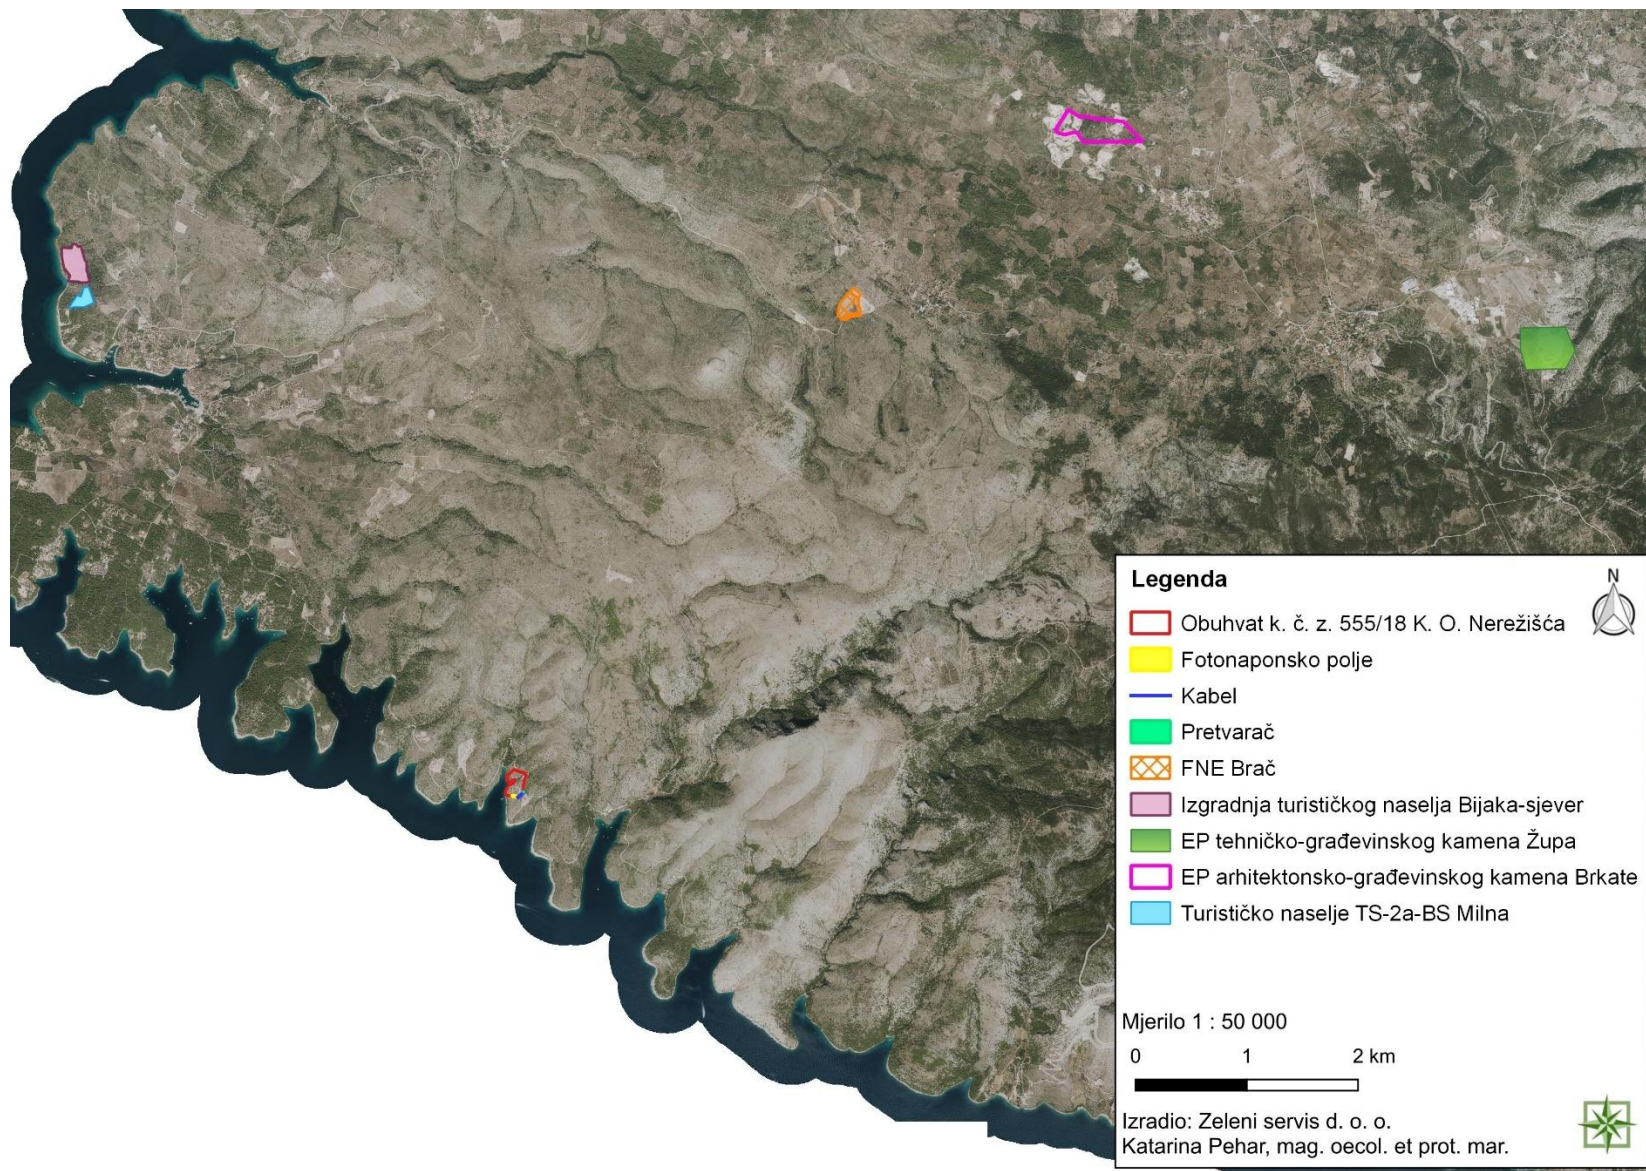 Legenda
N
Obuhvat k. č. z. 555/18 K. O. Nerežišća
Fotonaponsko polje
Kabel
Pretvarač
FNE Brač
Izgradnja turističkog naselja Bijaka-sjever
EP tehničko-građevinskog kamena Župa
EP arhitektonsko-građevinskog kamena Brkate
Turističko naselje TS-2a-BS Milna
Mjerilo 1 : 50 000
0 1 2 km
Izradio: Zeleni servis d. o. o.
Katarina Pehar, mag. oecol. et prot. mar.